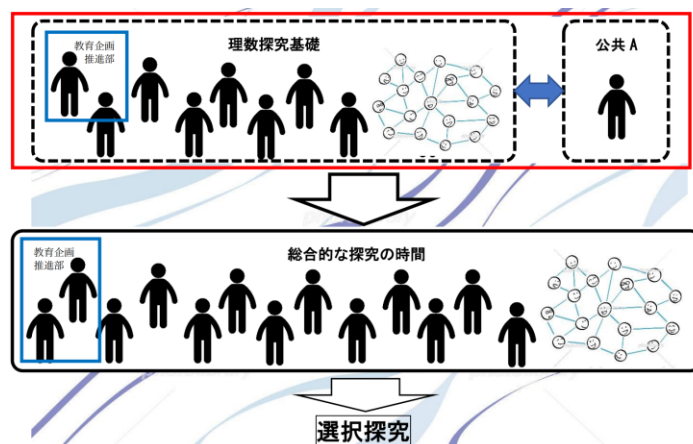 教育企画
推進部
理数探究基礎
公共 A
教育企画
推進部
総合的な探究の時間
選択探究